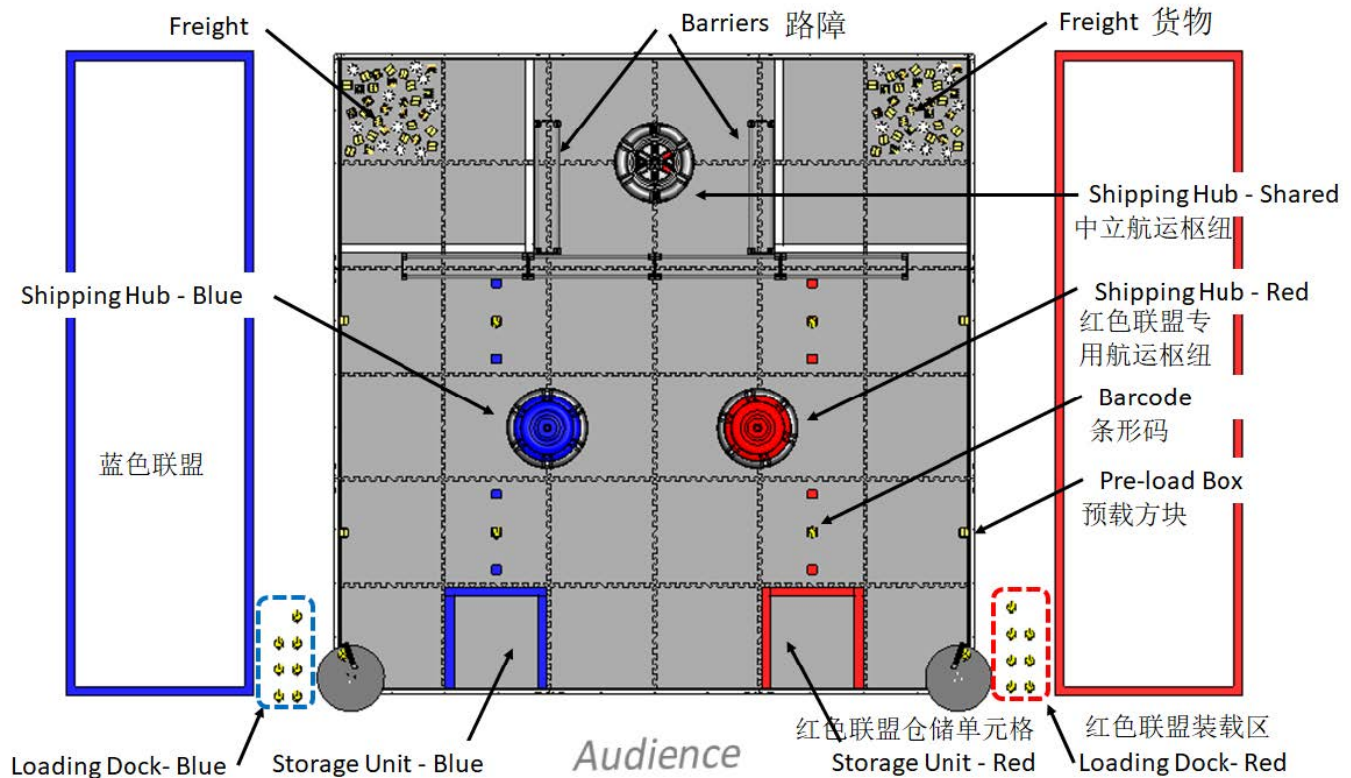 Freight
Barriers 路障
Freight 货物
Shipping Hub - Shared
中立航运枢纽
Shipping Hub - Blue
Shipping Hub - Red
红色联盟专
用航运枢纽
Barcode
条形码
蓝色联盟
Pre-load Box
预载方块
红色联盟仓储单元格
红色联盟装载区
Loading Dock- Blue
Storage Unit - Blue
Audience
Storage Unit - Red
Loading Dock- Red